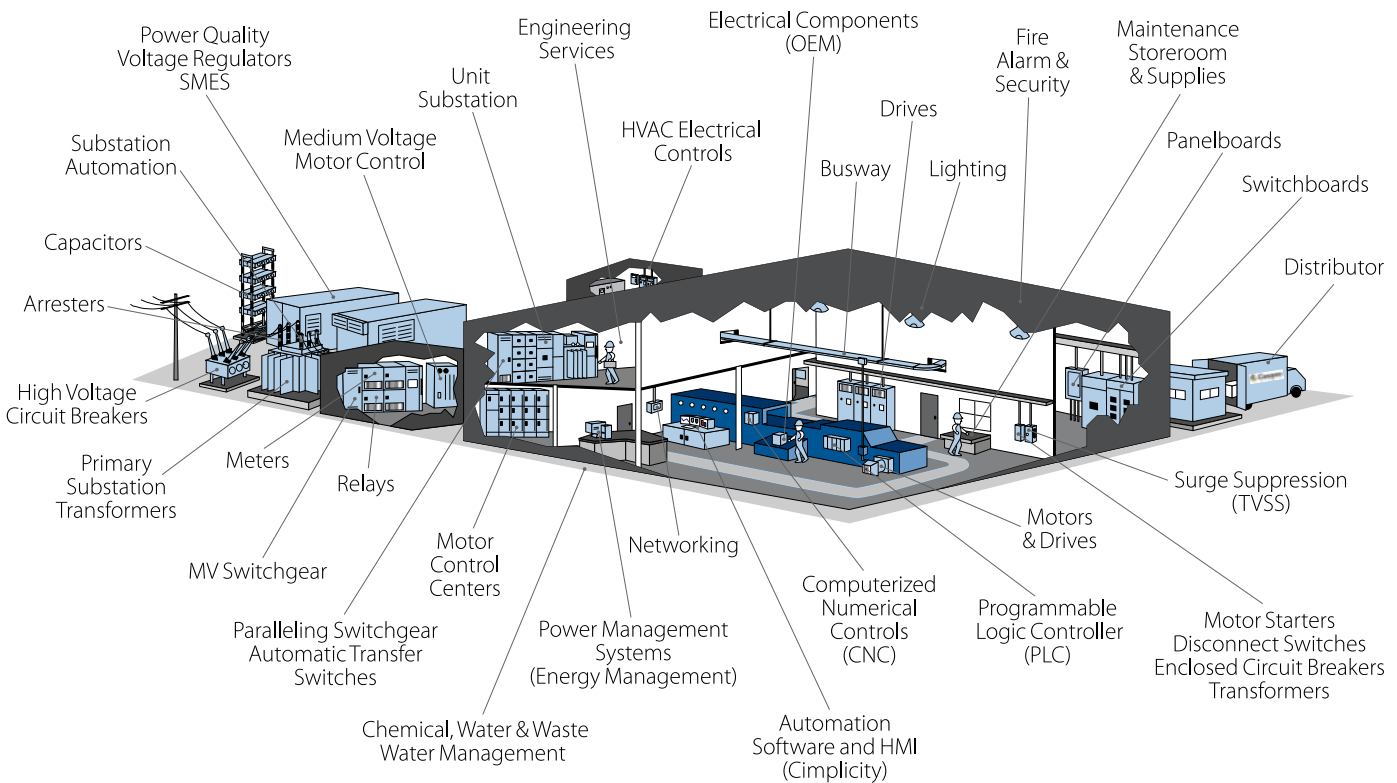 Power Quality
Voltage Regulators
SMES
Engineering
Services
Electrical Components
(OEM)
Fire
Alarm &
Security
Maintenance
Storeroom
& Supplies
Unit
Substation
Substation
Automation
Medium Voltage
Motor Control
HVAC Electrical
Controls
Drives
Busway
Lighting
Panelboards
Switchboards
Capacitors
Arresters
Distributor
High Voltage
Circuit Breakers
Primary
Substation
Transformers
Meters
Relays
MV Switchgear
Motor
Control
Centers
Networking
Motors
& Drives
Surge Suppression
(TVSS)
Paralleling Switchgear
Automatic Transfer
Switches
Power Management
Systems
(Energy Management)
Computerized
Numerical
Controls
(CNC)
Programmable
Logic Controller
(PLC)
Motor Starters
Disconnect Switches
Enclosed Circuit Breakers
Transformers
Chemical, Water & Waste
Water Management
Automation
Software and HMI
(Cimplicity)